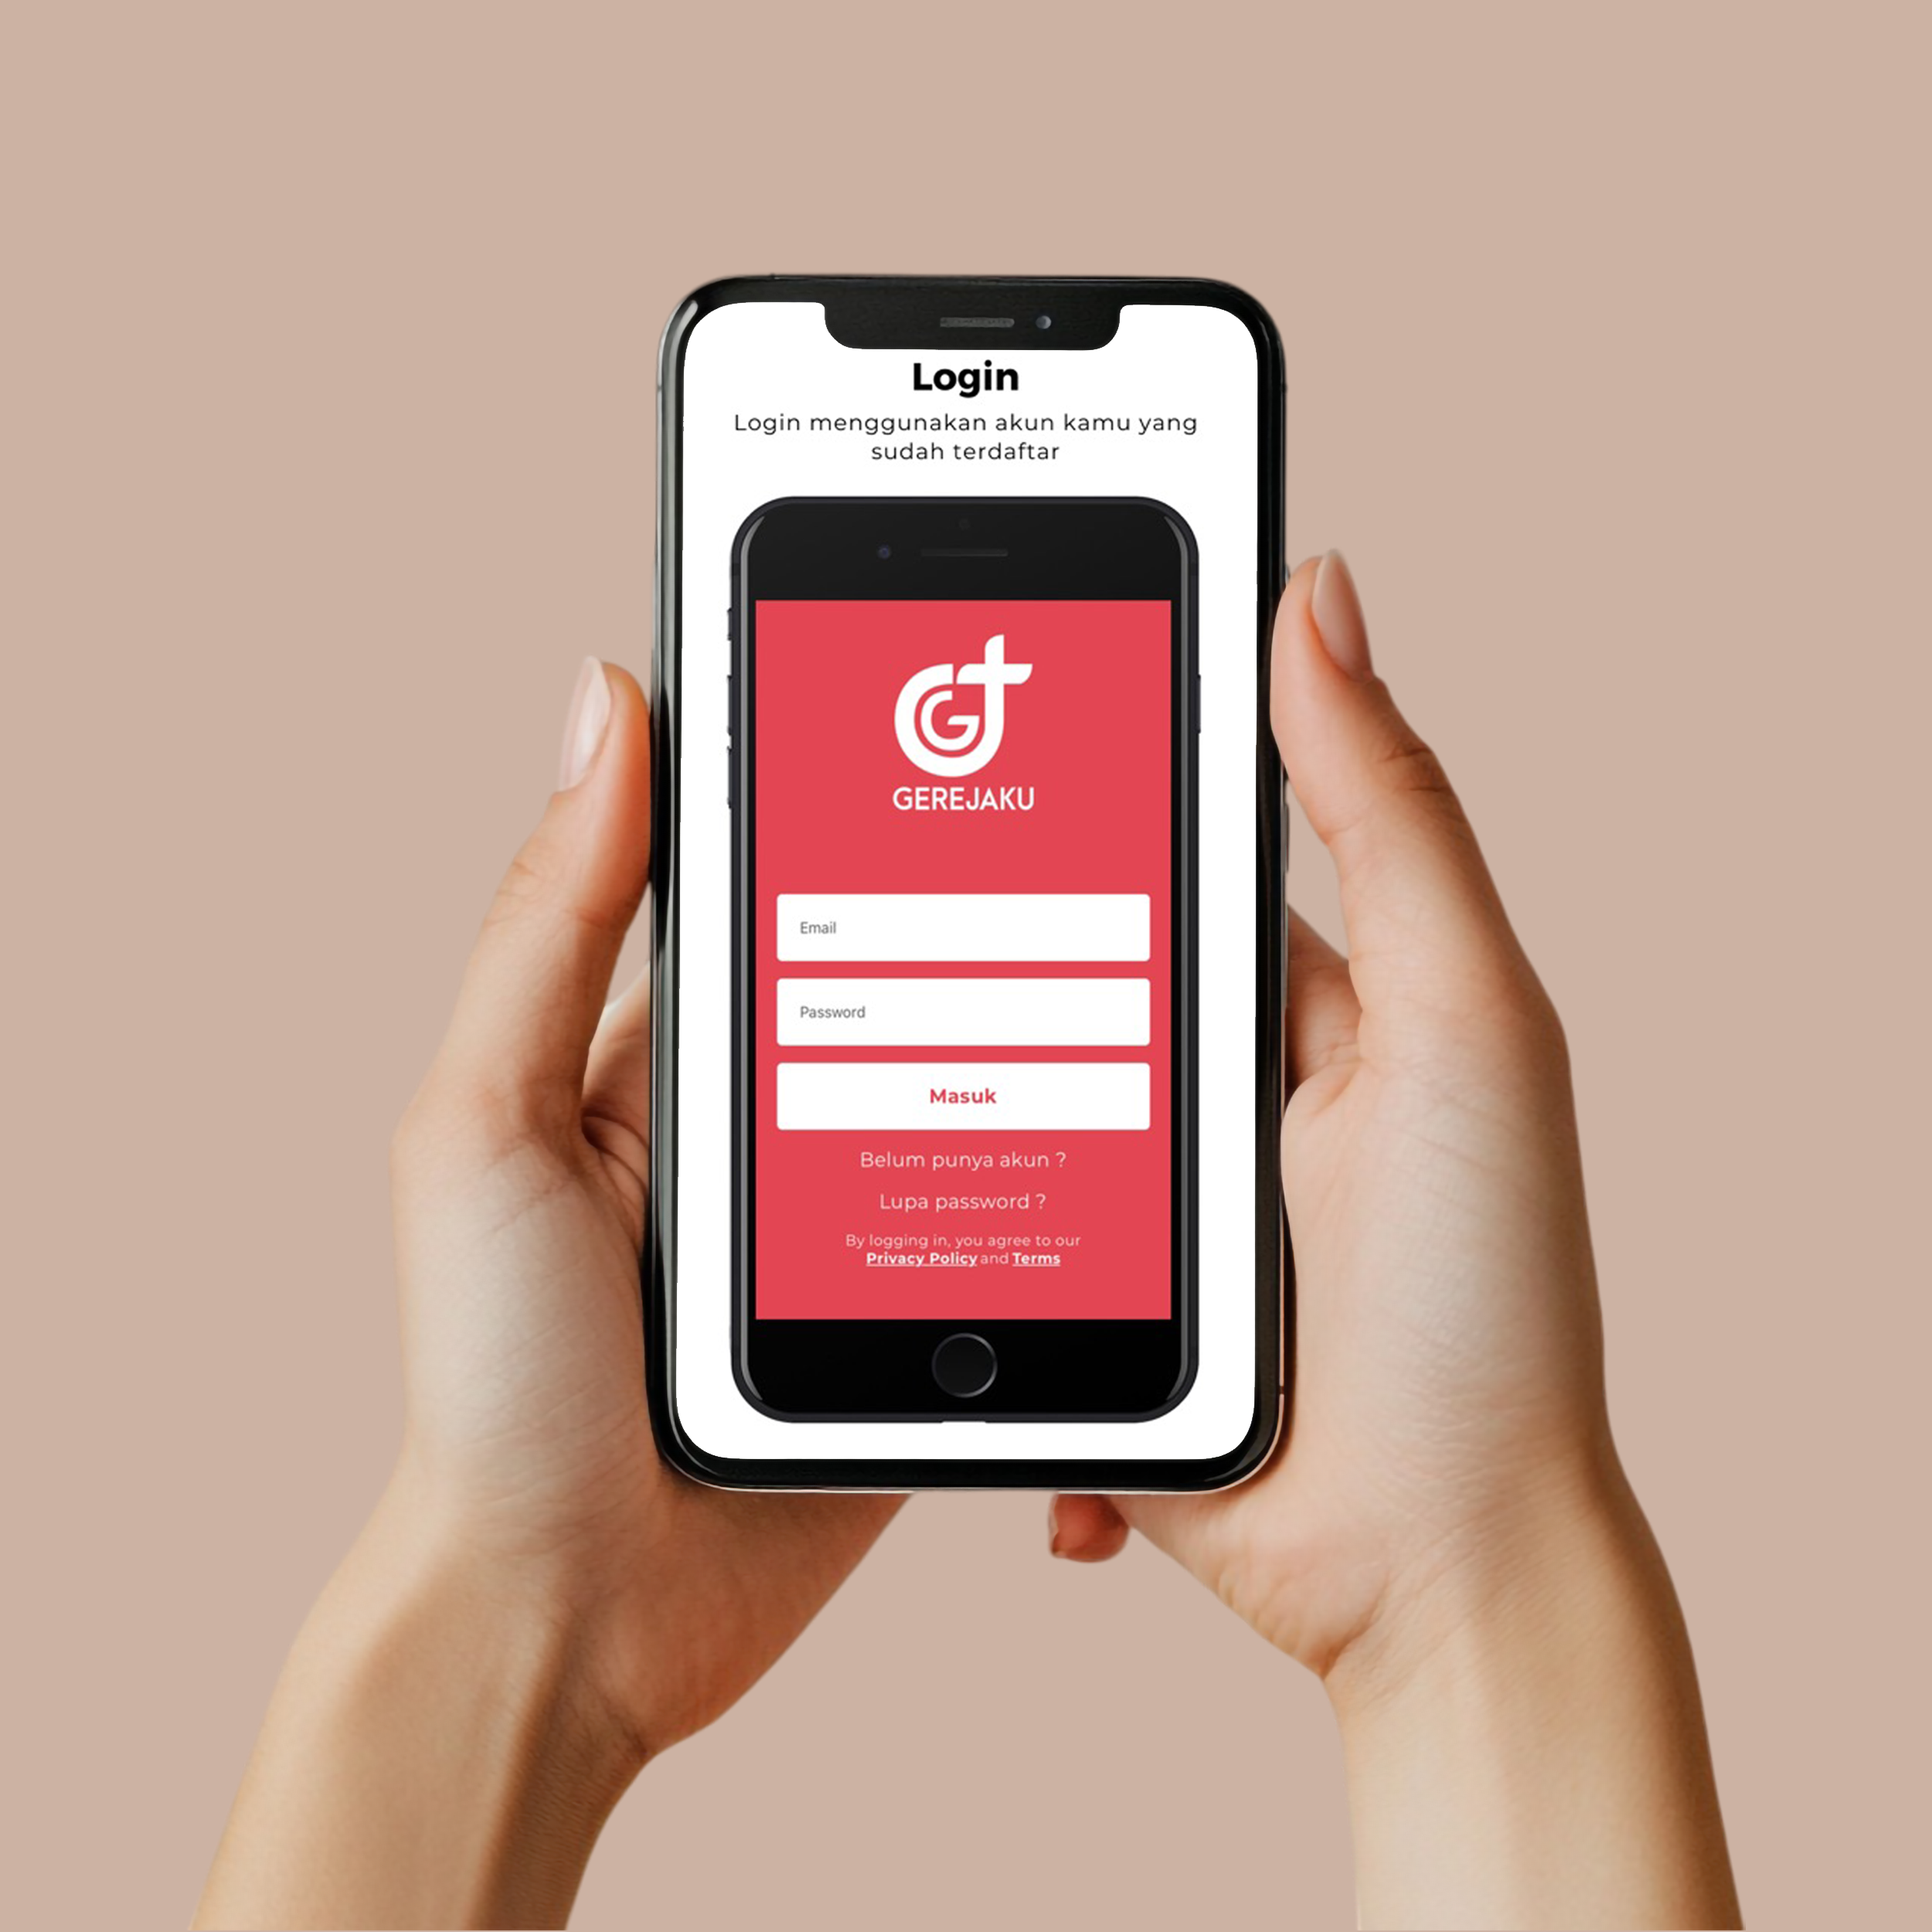 Login
Login menggunakan akun kamu yang
sudah terdaftar
G
GEREJAKU
Email
Password
Masuk
Belum punya akun ?
Lupa password ?
By logging in, you agree to our
Privacy Policy and Terms